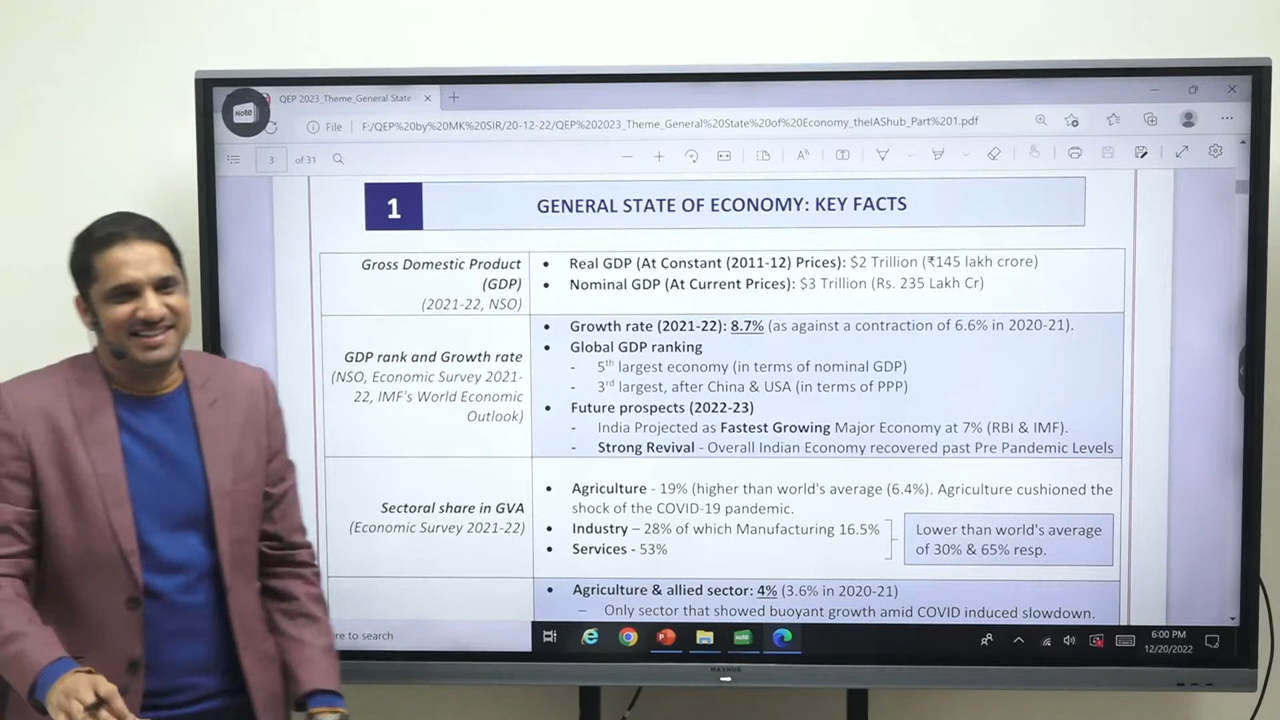 QEP 2023_Theme_General State
Note
File
F:/QEP%20by%20MK%20SIR/20-12-22/QEP%202023_Theme_General%20State%20of%20Economy_theIAShub_Part%201.pdf
3 of 31
1
GENERAL STATE OF ECONOMY: KEY FACTS
Gross Domestic Product
(GDP)
(2021-22, NSO)
• Real GDP (At Constant (2011-12) Prices): $2 Trillion (₹145 lakh crore)
• Nominal GDP (At Current Prices): $3 Trillion (Rs. 235 Lakh Cr)
GDP rank and Growth rate
(NSO, Economic Survey 2021-
22, IMF's World Economic
Outlook)
• Growth rate (2021-22): 8.7% (as against a contraction of 6.6% in 2020-21).
• Global GDP ranking
- 5th largest economy (in terms of nominal GDP)
- 3rd largest, after China & USA (in terms of PPP)
• Future prospects (2022-23)
- India Projected as Fastest Growing Major Economy at 7% (RBI & IMF).
- Strong Revival - Overall Indian Economy recovered past Pre Pandemic Levels
Sectoral share in GVA
(Economic Survey 2021-22)
• Agriculture - 19% (higher than world's average (6.4%). Agriculture cushioned the
shock of the COVID-19 pandemic.
• Industry – 28% of which Manufacturing 16.5%
• Services - 53%
Lower than world's average
of 30% & 65% resp.
• Agriculture & allied sector: 4% (3.6% in 2020-21)
– Only sector that showed buoyant growth amid COVID induced slowdown.
re to search
6:00 PM
12/20/2022
MAXHUB